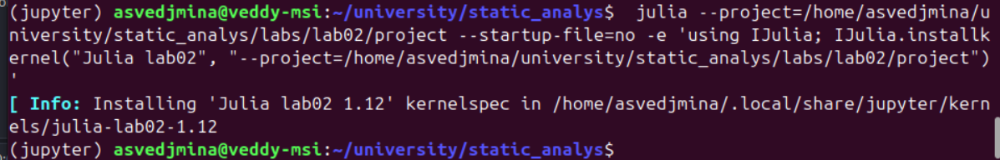 (jupyter) asvedjmina@veddy-msi:~/university/static_analys$  julia --project=/home/asvedjmina/u
niversity/static_analys/labs/lab02/project --startup-file=no -e 'using IJulia; IJulia.installk
ernel("Julia lab02", "--project=/home/asvedjmina/university/static_analys/labs/lab02/project")
'
[ Info: Installing 'Julia lab02 1.12' kernelspec in /home/asvedjmina/.local/share/jupyter/kern
els/julia-lab02-1.12
(jupyter) asvedjmina@veddy-msi:~/university/static_analys$